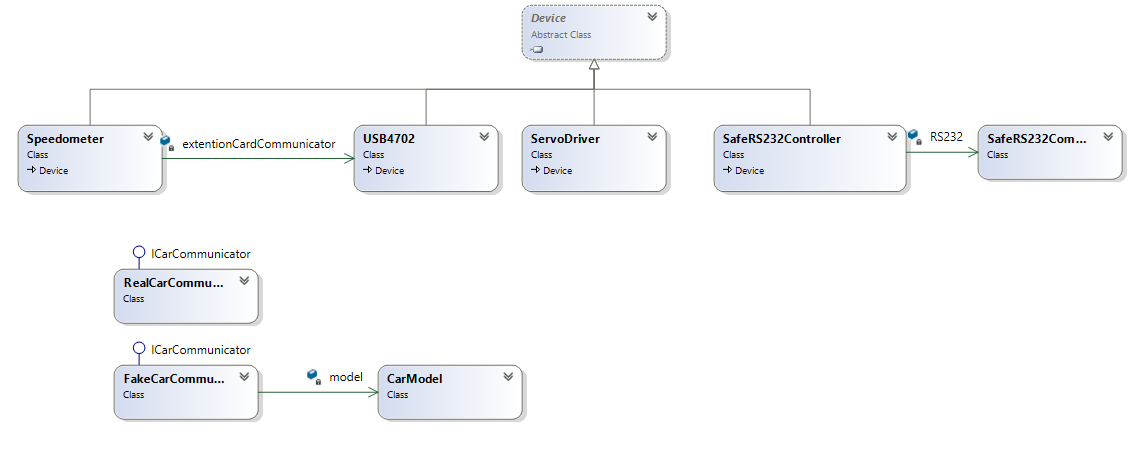 Device
Abstract Class
Speedometer
Class
Device
extentionCardCommunicator
USB4702
Class
Device
ServoDriver
Class
Device
SafeRS232Controller
Class
Device
RS232
SafeRS232Com...
Class
ICarCommunicator
RealCarCommu...
Class
ICarCommunicator
FakeCarCommu...
Class
model
CarModel
Class